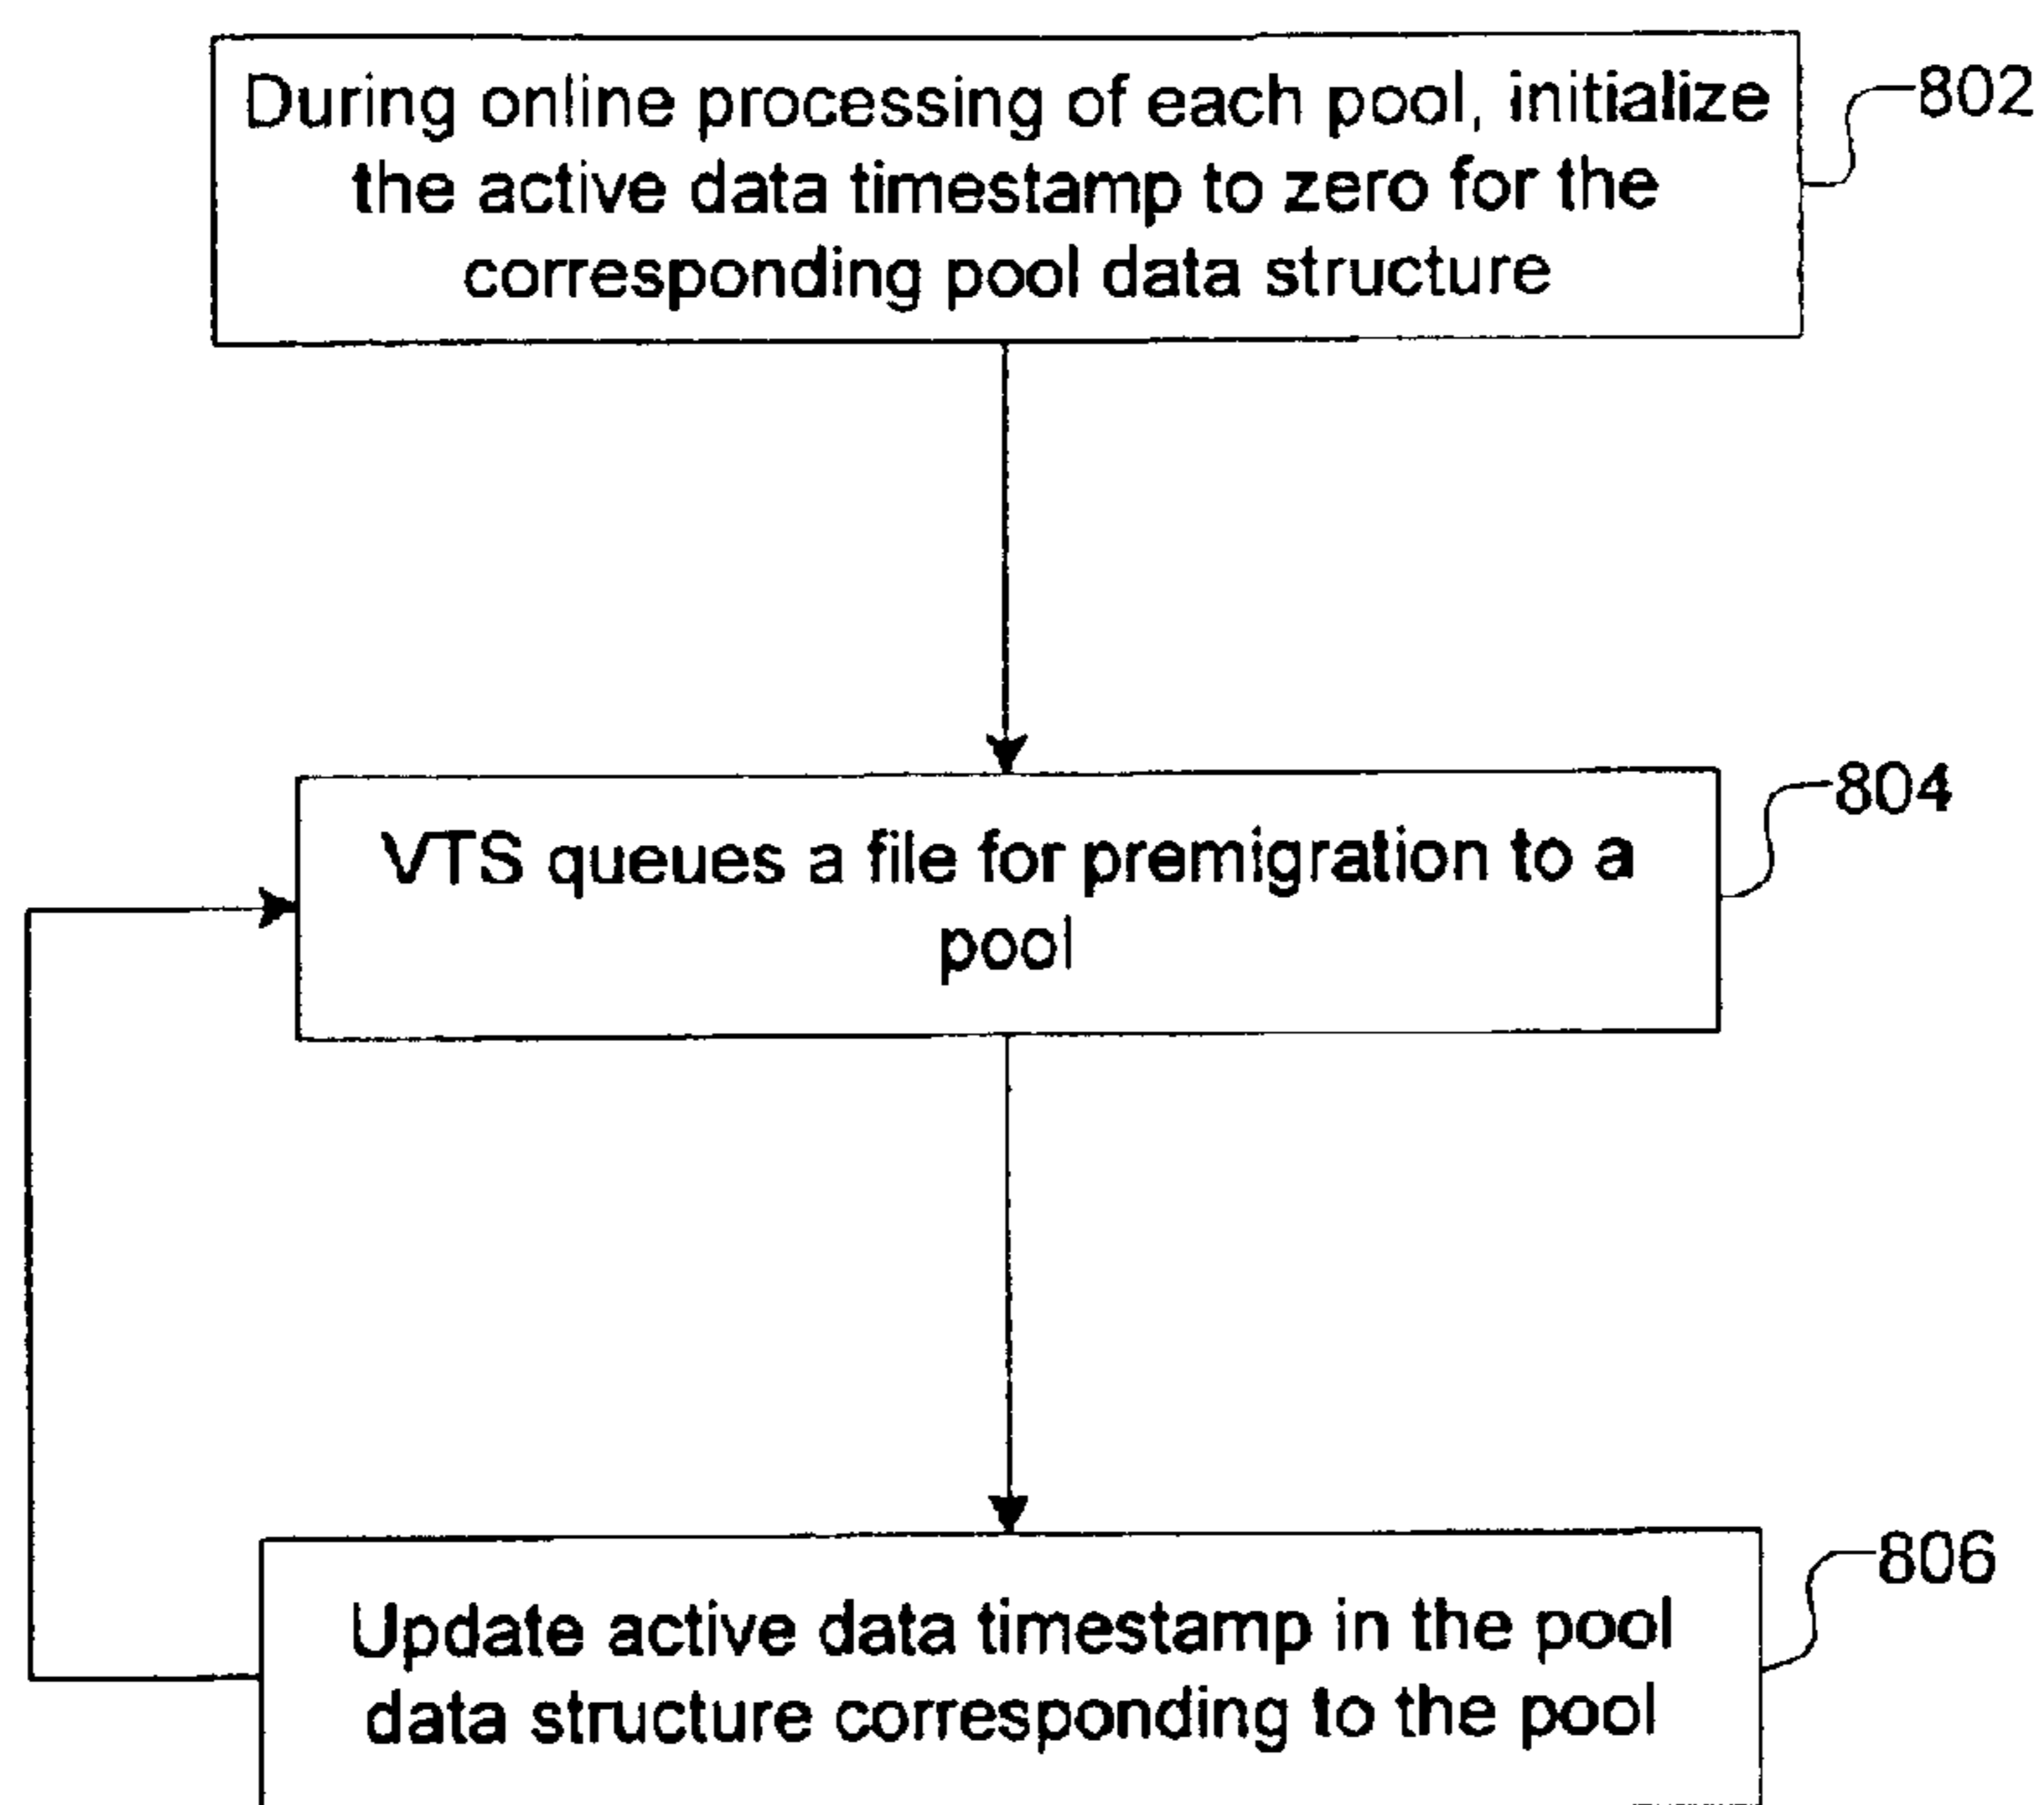 During online processing of each pool, initialize
802
the active data timestamp to zero for the
corresponding pool data structure
804
VTS queues a file for premigration to a
pool
806
Update active data timestamp in the pool
data structure corresponding to the pool